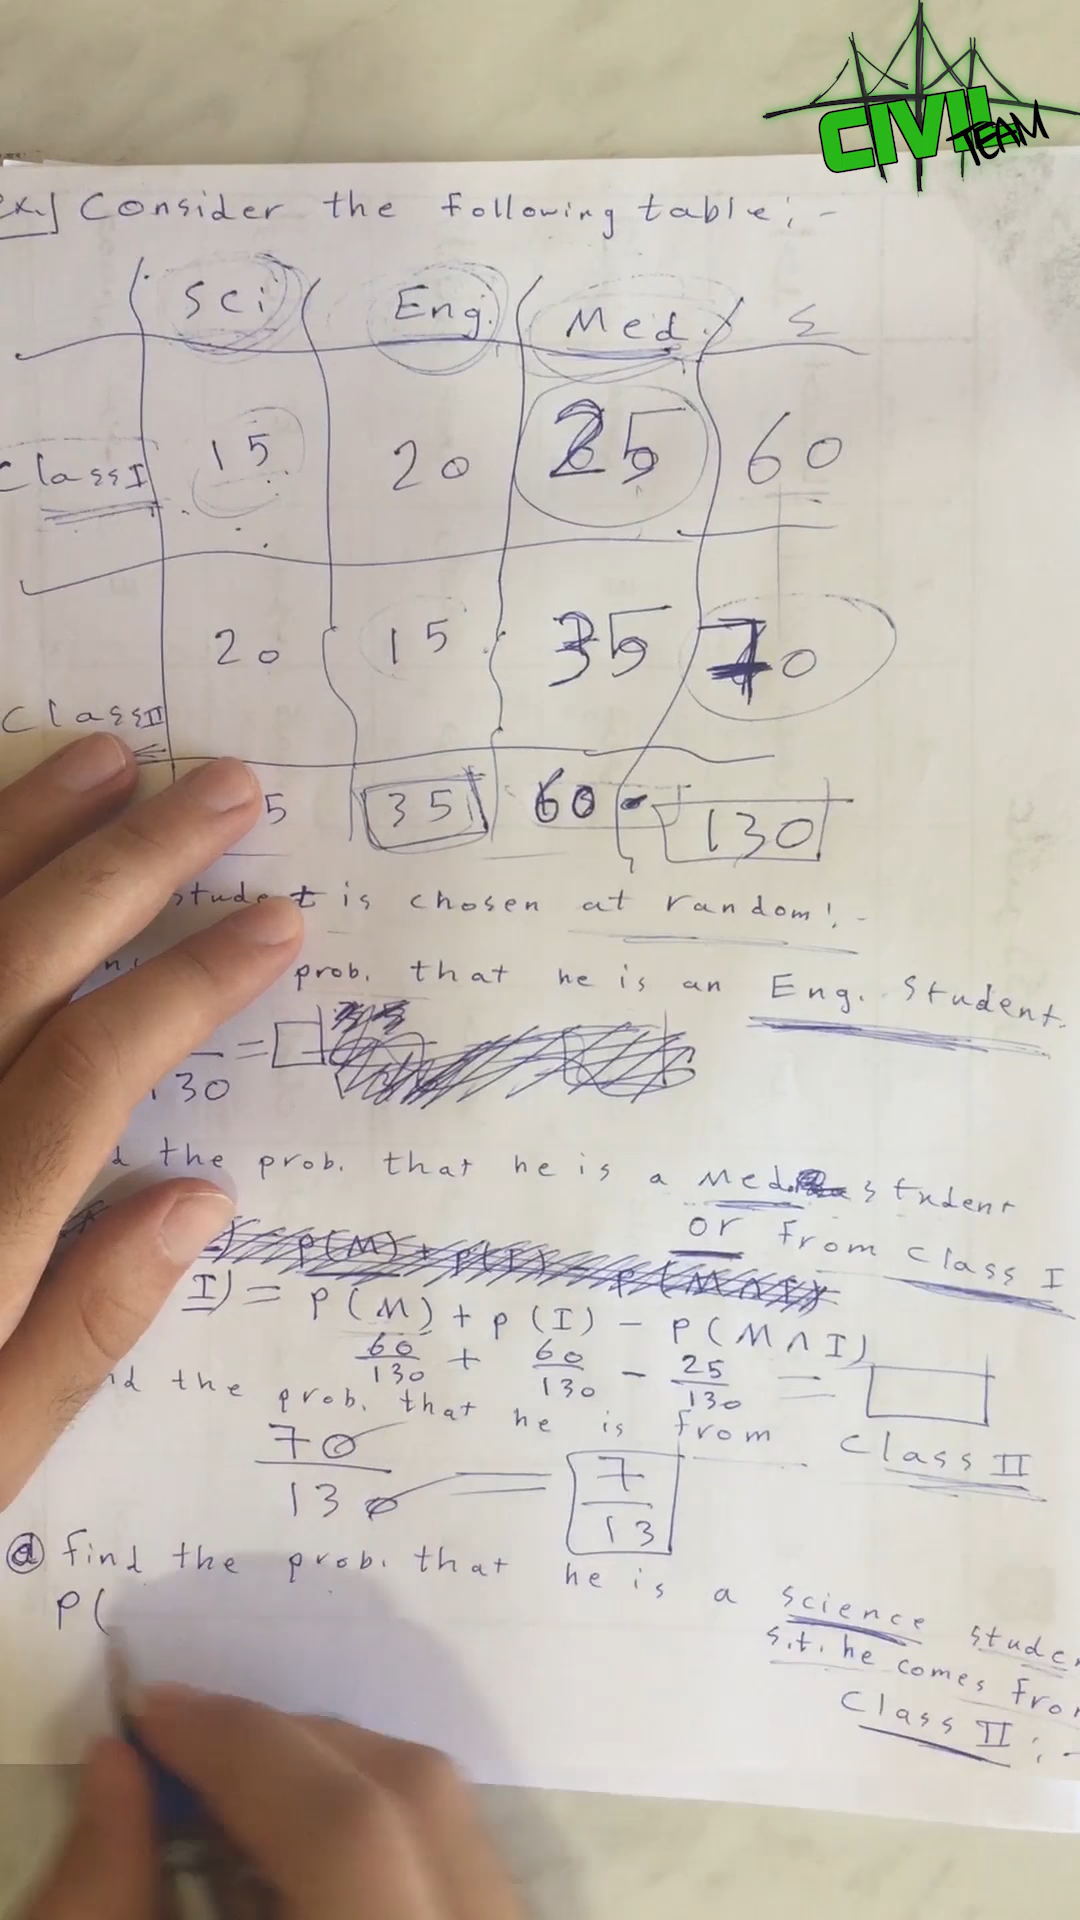 CIVIL TEAM
ex.] Consider the following table; -
Sci Eng. Med. Σ
Class I 15 20 25 60
Class II 20 15 35 70
5 35 60 130
student is chosen at random! -
prob. that he is an Eng. Student.
130 =
the prob. that he is a Med. student
or from class I
I) = P(M) + P(I) - P(M∩I)
60/130 + 60/130 - 25/130 =
the prob. that he is from Class II
70/130 = 7/13
(d) find the prob. that he is a science
s.t. he comes
Class II : -
P(